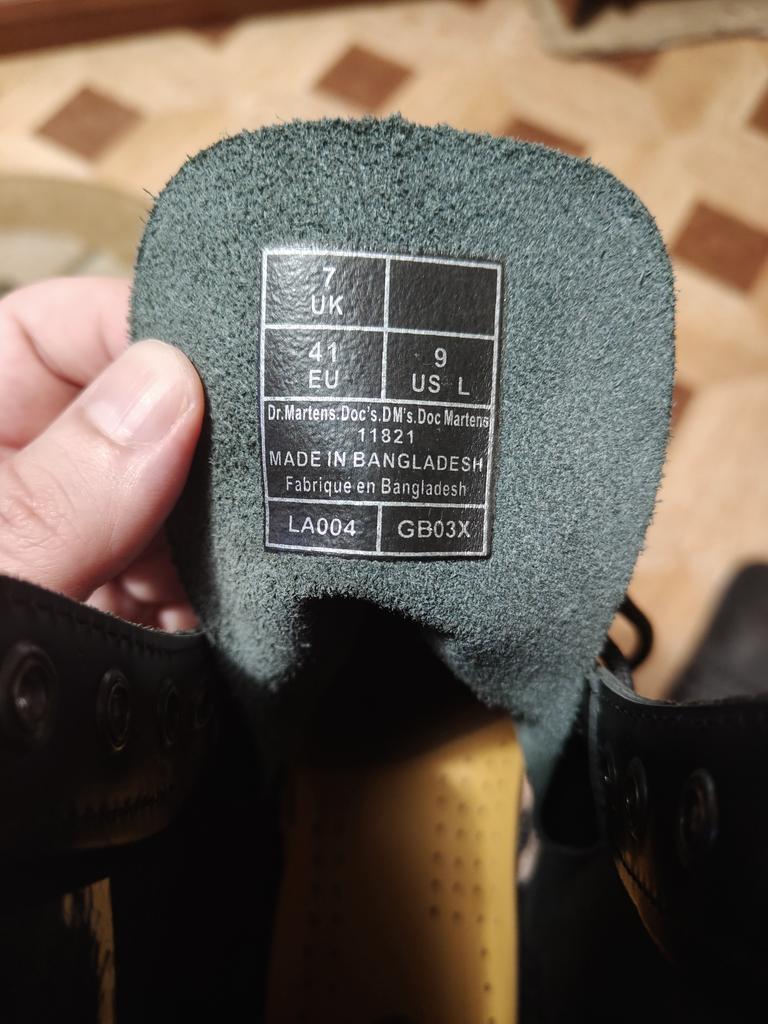 7
UK
41
EU
9
US L
Dr.Martens.Doc's.DM's.Doc Martens
11821
MADE IN BANGLADESH
Fabrique en Bangladesh
LA004
GB03X